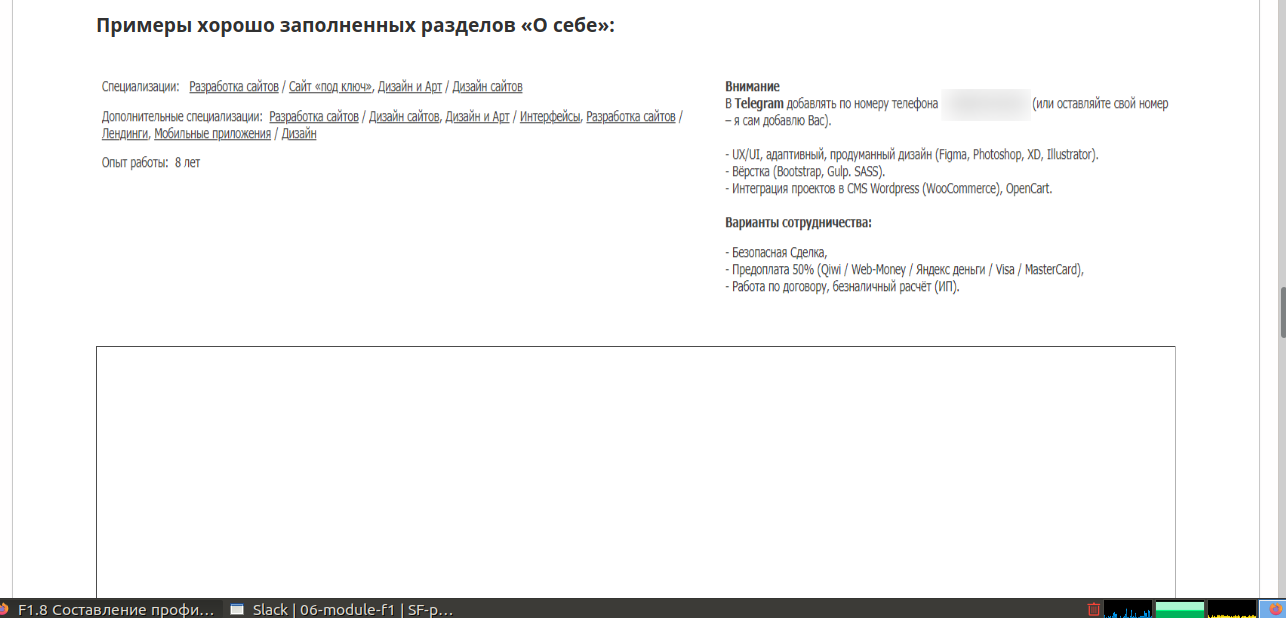 Примеры хорошо заполненных разделов «О себе»:
Специализации: Разработка сайтов / Сайт «под ключ», Дизайн и Арт / Дизайн сайтов
Дополнительные специализации: Разработка сайтов / Дизайн сайтов, Дизайн и Арт / Интерфейсы, Разработка сайтов /
Лендинги, Мобильные приложения / Дизайн
Опыт работы: 8 лет
Внимание
В Telegram добавлять по номеру телефона (или оставляйте свой номер
– я сам добавлю Вас).
- UX/UI, адаптивный, продуманный дизайн (Figma, Photoshop, XD, Illustrator).
- Вёрстка (Bootstrap, Gulp. SASS).
- Интеграция проектов в CMS Wordpress (WooCommerce), OpenCart.
Варианты сотрудничества:
- Безопасная Сделка,
- Предоплата 50% (Qiwi / Web-Money / Яндекс деньги / Visa / MasterCard),
- Работа по договору, безналичный расчёт (ИП).
F1.8 Составление профи...
Slack | 06-module-f1 | SF-p...